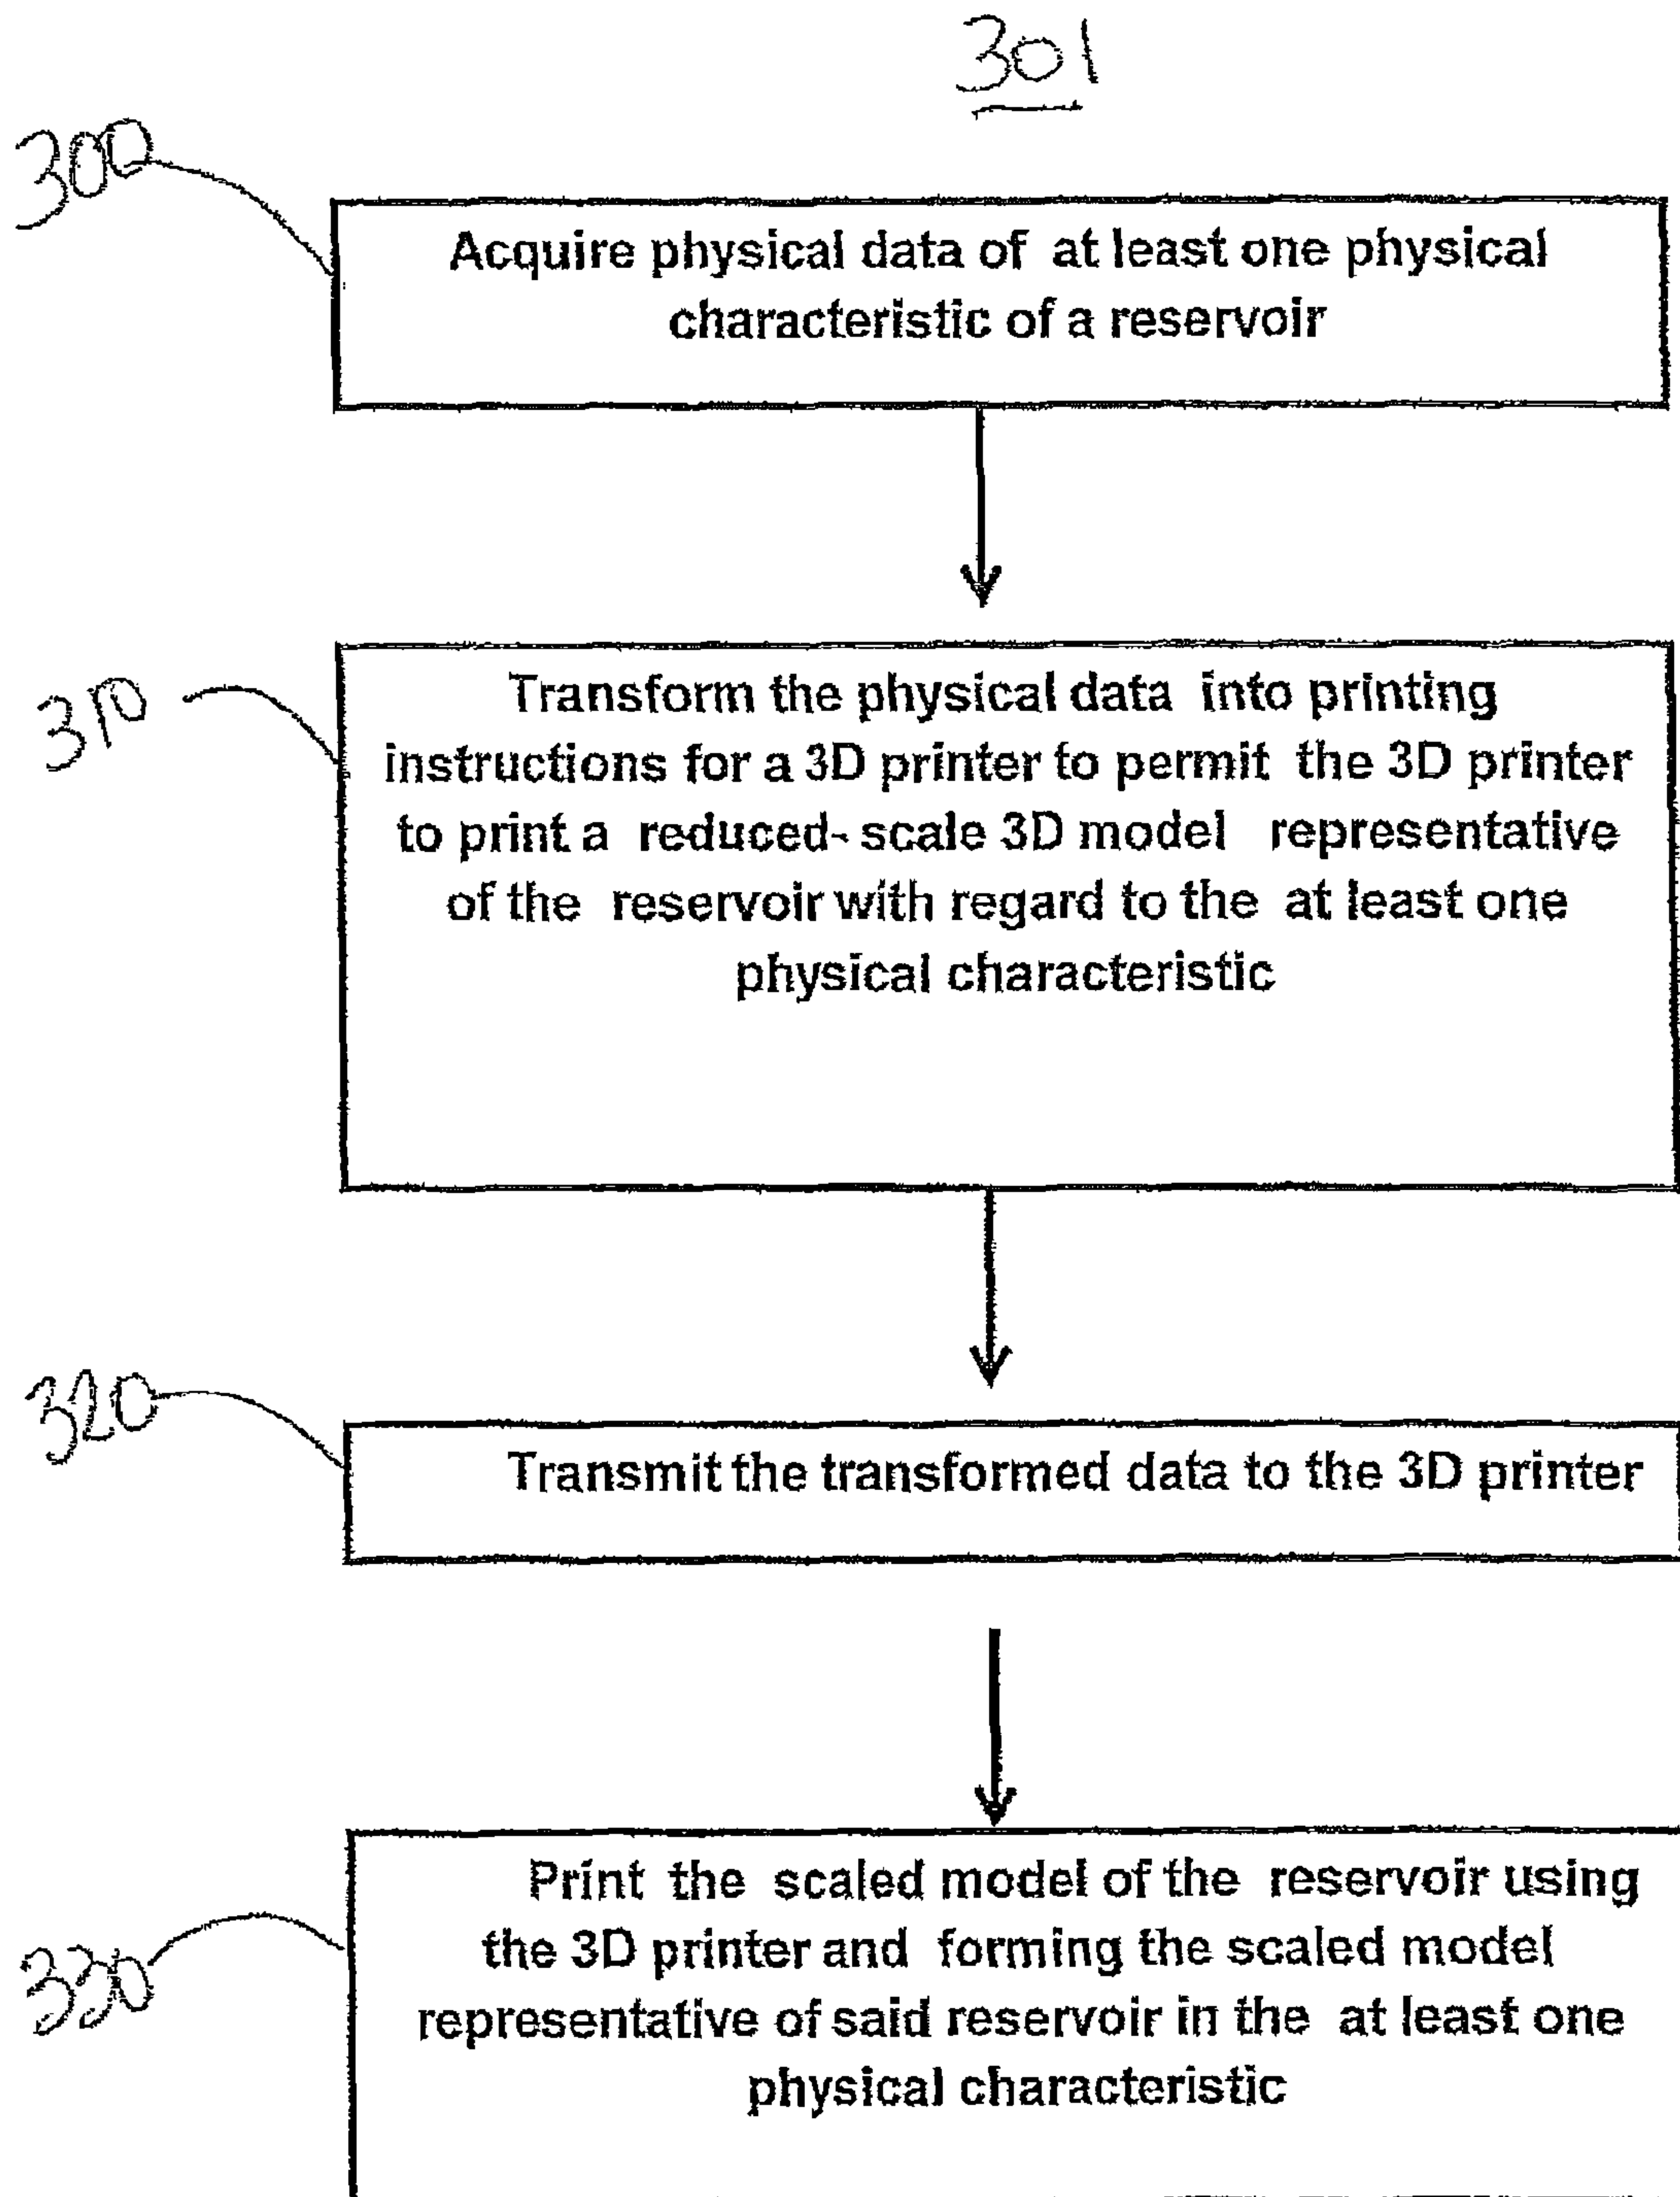 301
300
Acquire physical data of at least one physical
characteristic of a reservoir
310
Transform the physical data into printing
instructions for a 3D printer to permit the 3D printer
to print a reduced- scale 3D model representative
of the reservoir with regard to the at least one
physical characteristic
320
Transmit the transformed data to the 3D printer
330
Print the scaled model of the reservoir using
the 3D printer and forming the scaled model
representative of said reservoir in the at least one
physical characteristic